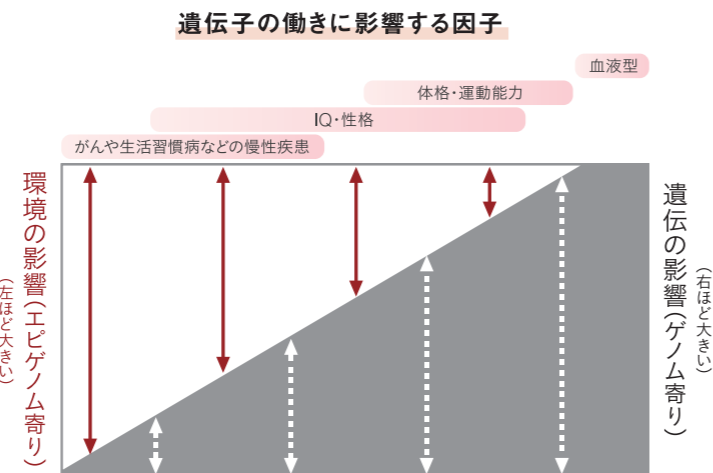 遺伝子の働きに影響する因子
血液型
体格・運動能力
IQ・性格
がんや生活習慣病などの慢性疾患
環境の影響(エピゲノム寄り)
(左ほど大きい)
遺伝の影響(ゲノム寄り)
(右ほど大きい)